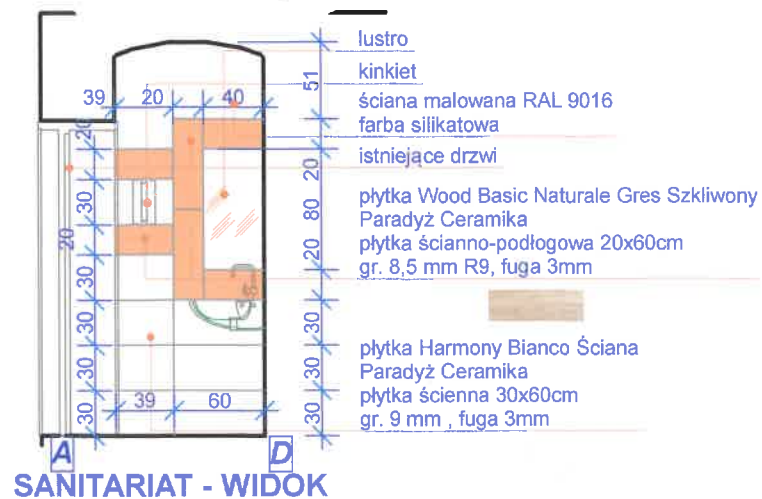 lustro
kinkiet
ściana malowana RAL 9016
farba silikatowa
istniejące drzwi
płytka Wood Basic Naturale Gres Szkliwony
Paradyż Ceramika
płytka ścianno-podłogowa 20x60cm
gr. 8,5 mm R9, fuga 3mm
płytka Harmony Bianco Ściana
Paradyż Ceramika
płytka ścienna 30x60cm
gr. 9 mm , fuga 3mm
39 20 40
51
20
80
20
30
30
30
20
30
20
30
30
30
30
39 60
A D
SANITARIAT - WIDOK